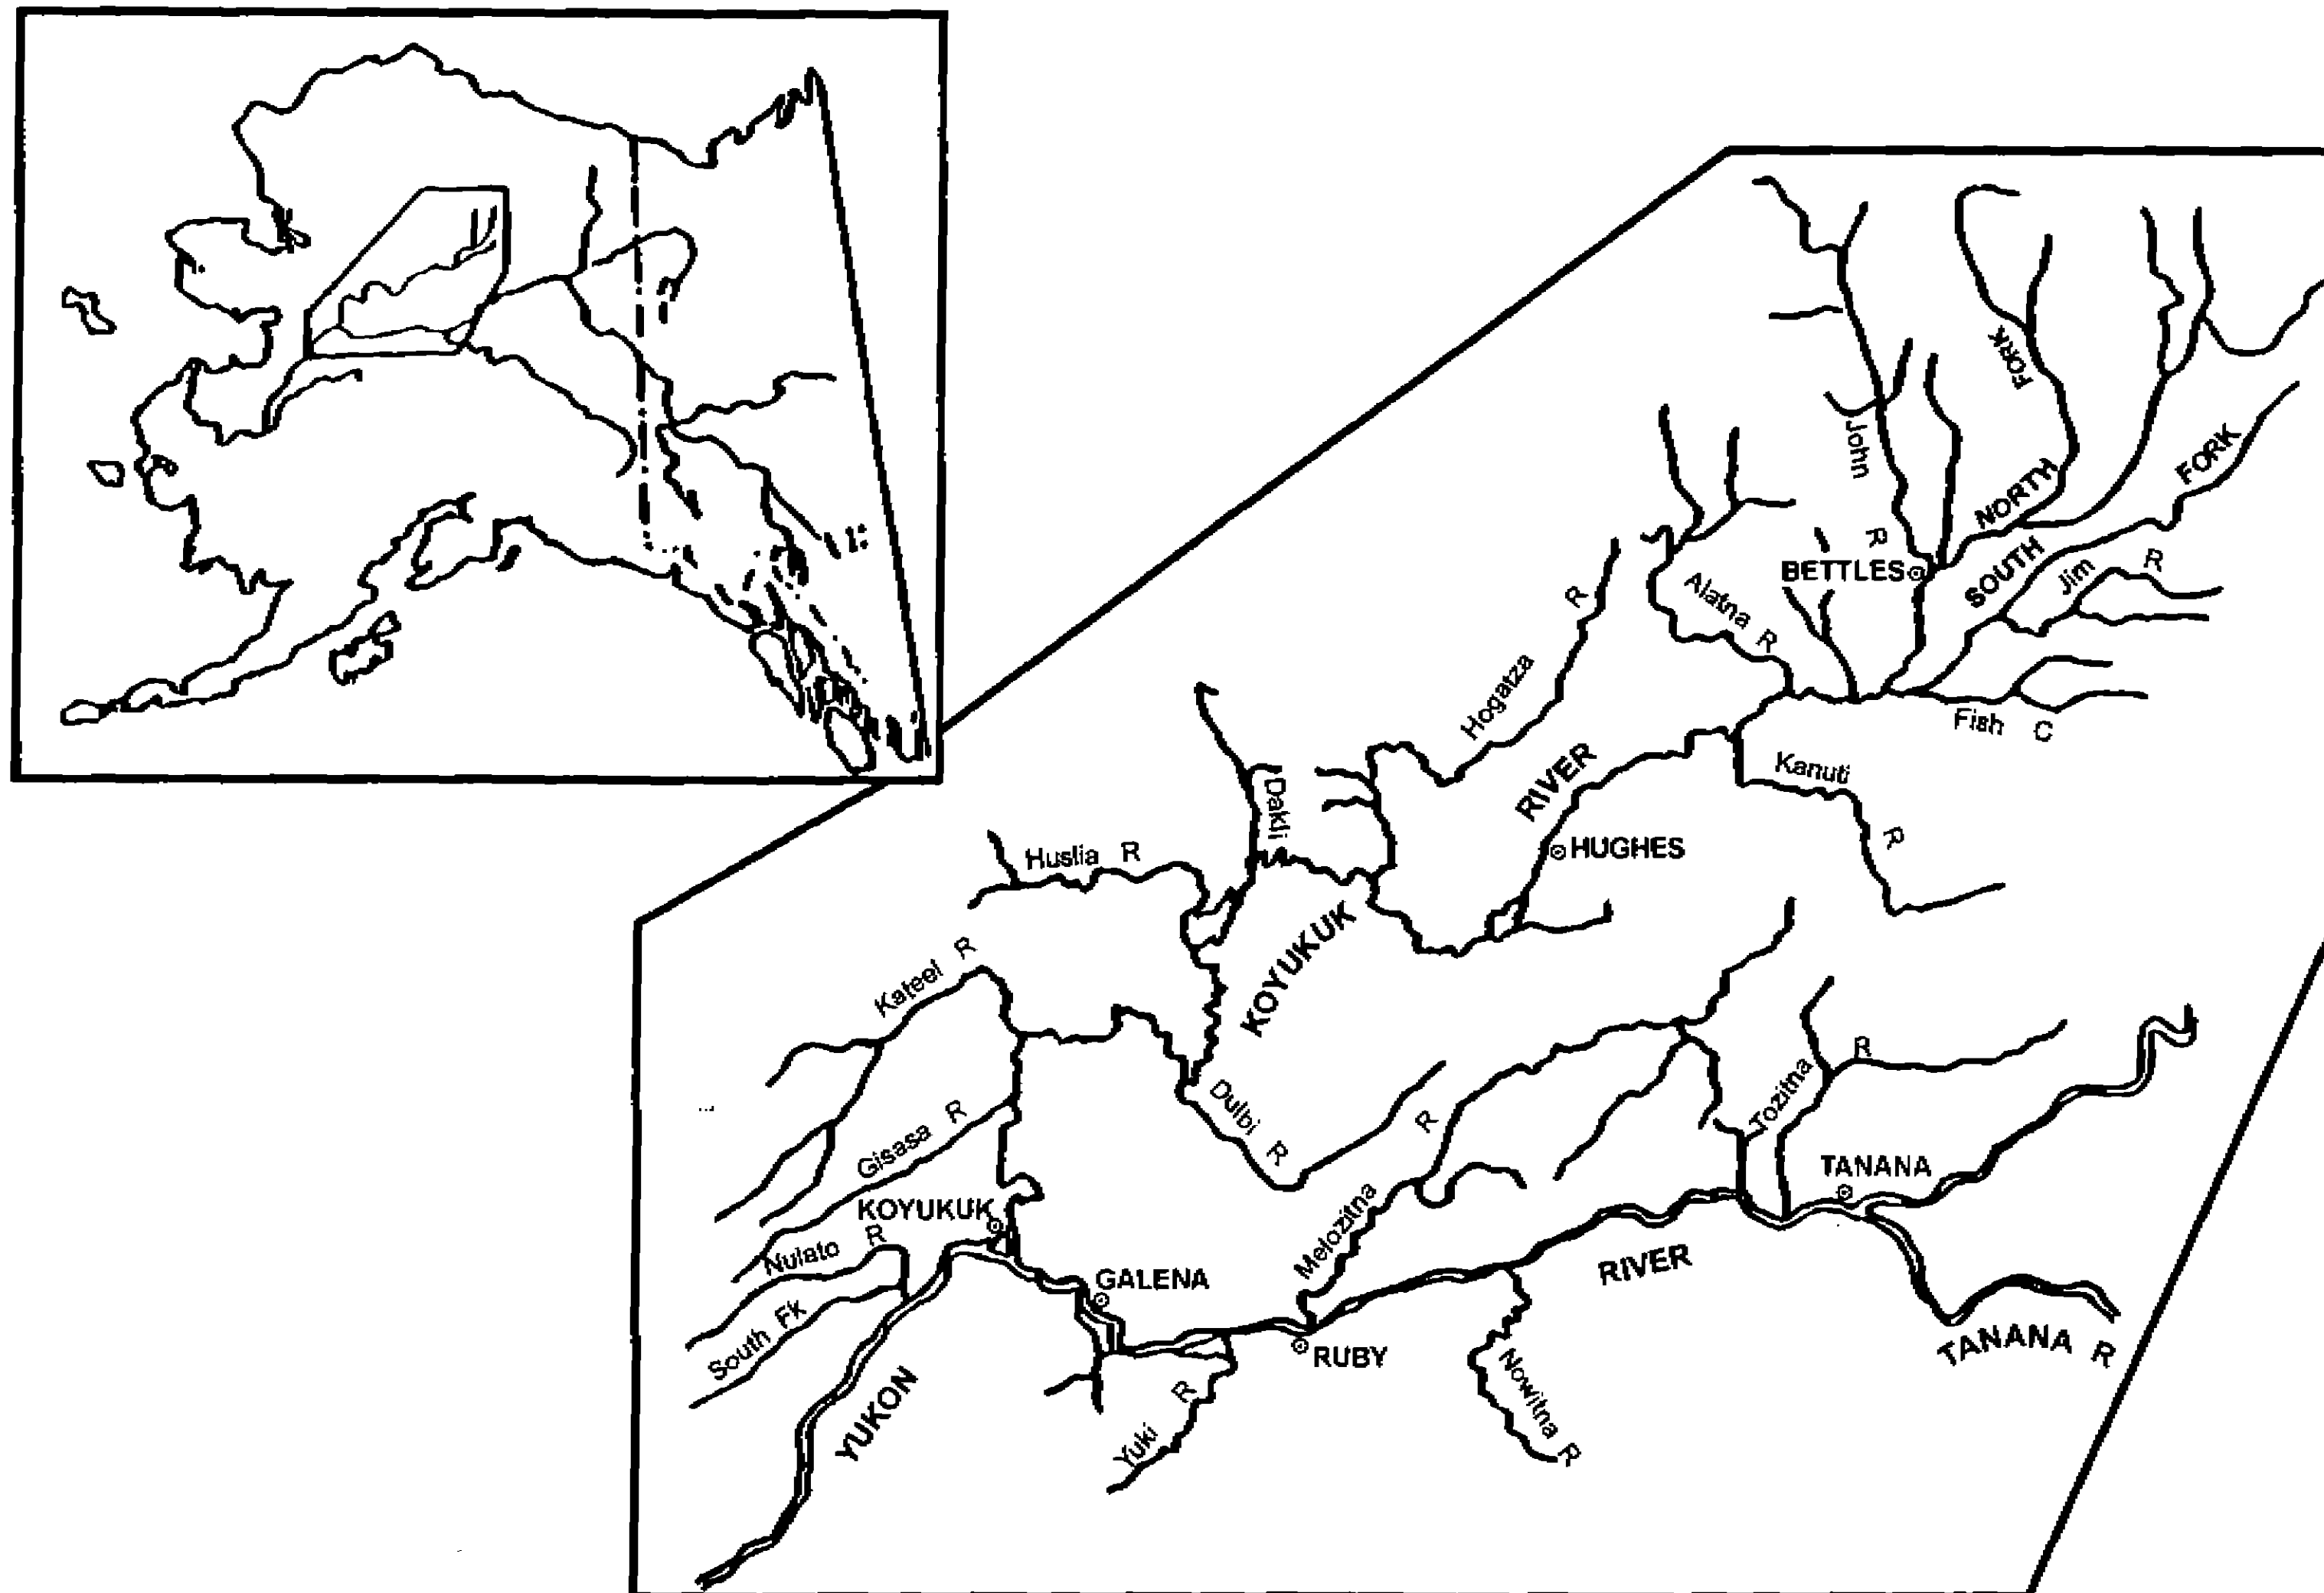 FORK
John R
NORTH
FORK
SOUTH
Jim R
BETTLES
Alatna R
Fish C
Hogatza R
Kanuti R
RIVER
HUGHES
Dakli
Huslia R
KOYUKUK
Kateel R
Dulbi R
Gisasa R
KOYUKUK
Nulato R
South Fk
GALENA
Melozitna R
Tozitna R
TANANA
RIVER
TANANA R
RUBY
Nowitna R
Yuki R
YUKON